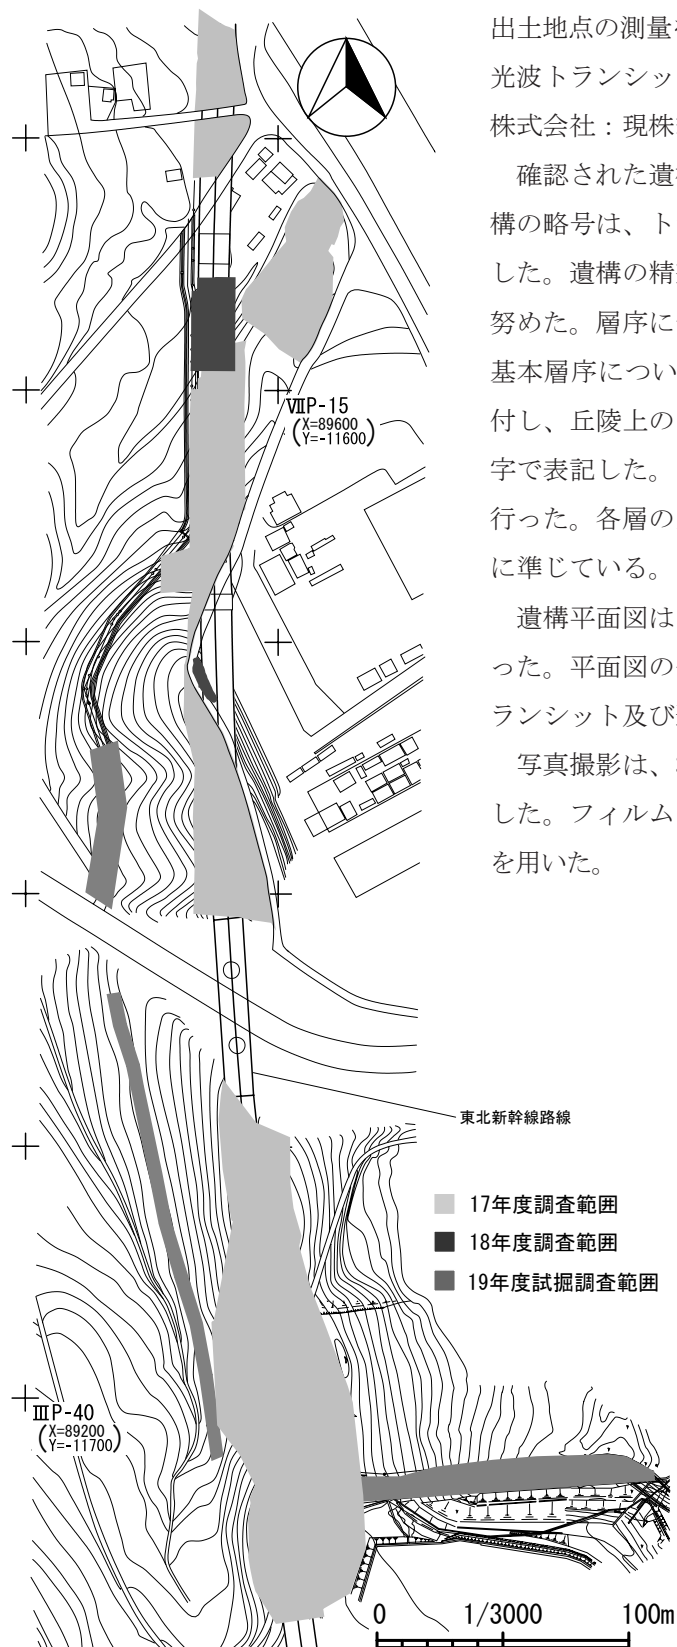 出土地点の測量
光波トランシッ
株式会社：現株
確認された遺
構の略号は、ト
した。遺構の精
努めた。層序に
基本層序につい
付し、丘陵上の
字で表記した。
行った。各層の
に準じている。
遺構平面図は
った。平面図の
ランシット及び
写真撮影は、
した。フィルム
を用いた。
ⅦP-15
(X=89600
Y=-11600)
東北新幹線路線
17年度調査範囲
18年度調査範囲
19年度試掘調査範囲
ⅢP-40
(X=89200
Y=-11700)
0 1/3000 100m